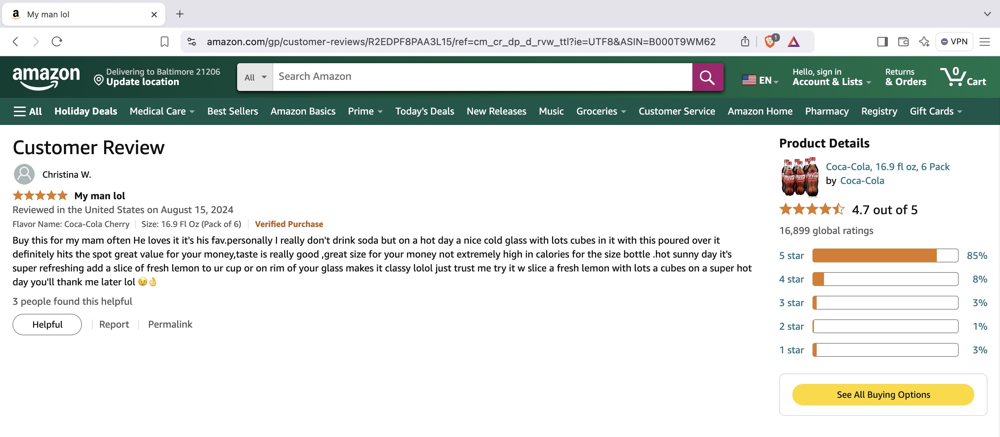 My man lol
amazon.com/gp/customer-reviews/R2EDPF8PAA3L15/ref=cm_cr_dp_d_rvw_ttl?ie=UTF8&ASIN=B000T9WM62
1
VPN
amazon
Delivering to Baltimore 21206
Update location
All
Search Amazon
EN
Hello, sign in
Account & Lists
Returns
& Orders
0
Cart
All Holiday Deals Medical Care Best Sellers Amazon Basics Prime Today's Deals New Releases Music Groceries Customer Service Amazon Home Pharmacy Registry Gift Cards
Customer Review
Christina W.
My man lol
Reviewed in the United States on August 15, 2024
Flavor Name: Coca-Cola Cherry | Size: 16.9 Fl Oz (Pack of 6) | Verified Purchase
Buy this for my mam often He loves it it's his fav.personally I really don't drink soda but on a hot day a nice cold glass with lots cubes in it with this poured over it
definitely hits the spot great value for your money,taste is really good ,great size for your money not extremely high in calories for the size bottle .hot sunny day it's
super refreshing add a slice of fresh lemon to ur cup or on rim of your glass makes it classy lolol just trust me try it w slice a fresh lemon with lots a cubes on a super hot
day you'll thank me later lol 😉👌
3 people found this helpful
Helpful | Report | Permalink
Product Details
Coca-Cola
Coca-Cola
Coca-Cola
Coca-Cola, 16.9 fl oz, 6 Pack
by Coca-Cola
4.7 out of 5
16,899 global ratings
5 star 85%
4 star 8%
3 star 3%
2 star 1%
1 star 3%
See All Buying Options